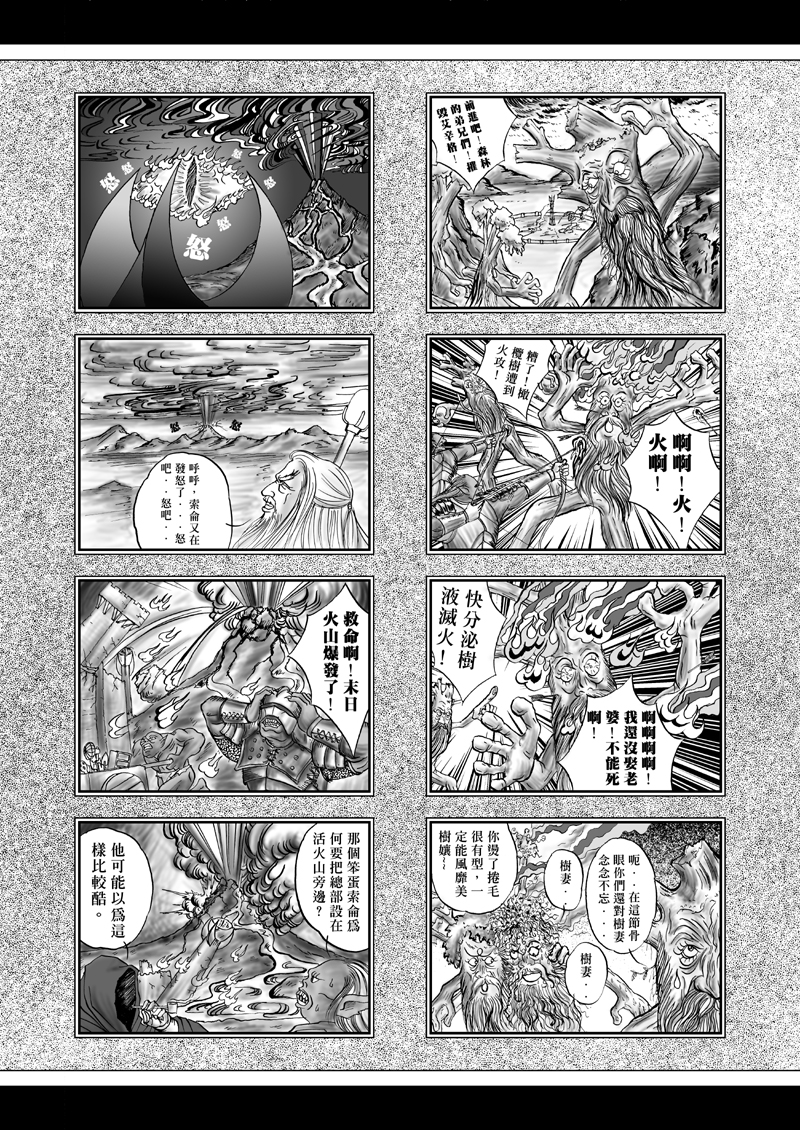 前進吧！森林
的弟兄們，摧
毀艾辛格！
糟了！橄
欖樹遭到
火攻！
啊啊！火！
火啊！
快分泌樹
液滅火！
啊啊啊啊！
我還沒娶老
婆！不能死
啊！
呃．．在這節骨
眼你們還對樹妻
念念不忘．．
樹妻．．
樹妻．．
你燙了捲毛
很有型，一
定能風靡美
樹孃~
怒
怒
怒
怒
怒
怒
呼呼，索侖又在
發怒了．．．怒
吧．．怒吧．．
救命啊！末日
火山爆發了！
那個笨蛋索侖爲
何要把總部設在
活火山旁邊？
他可能以爲這
樣比較酷。